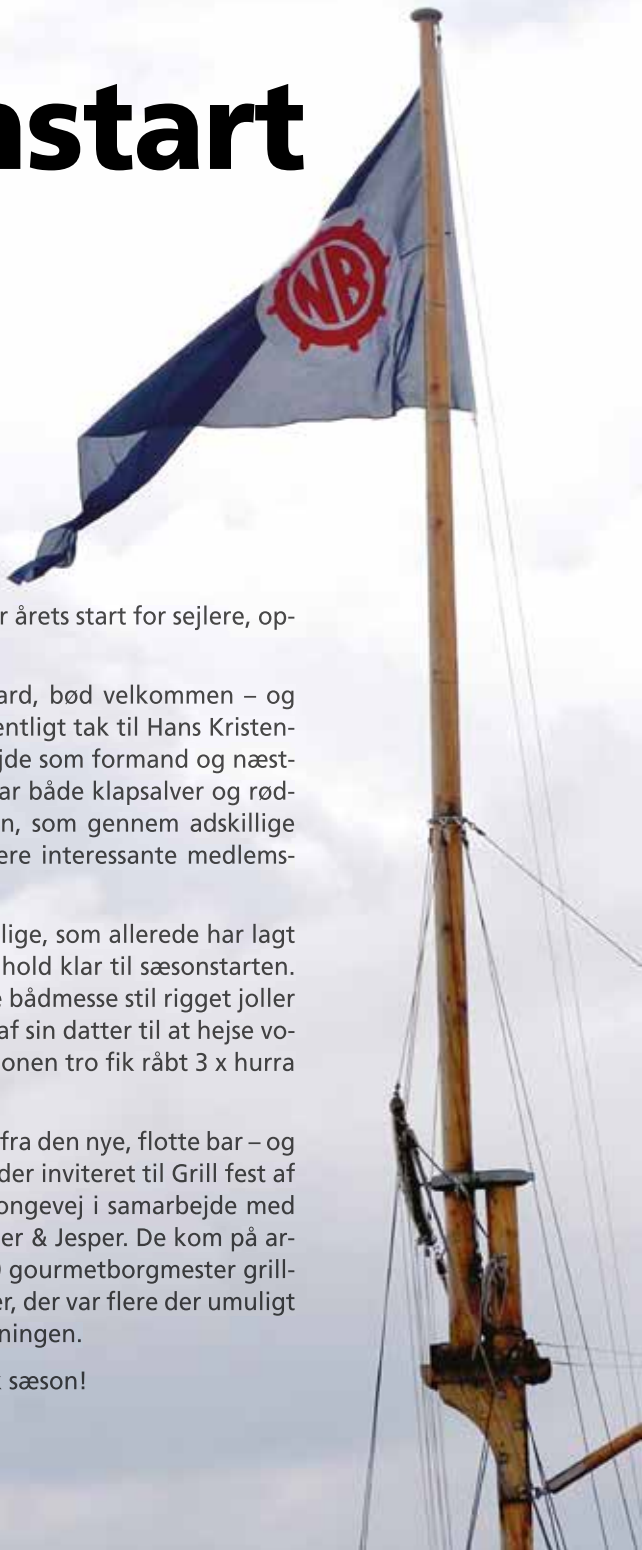 nstart
NB
r årets start for sejlere, op-
ard, bød velkommen – og
entligt tak til Hans Kristen-
jde som formand og næst-
ar både klapsalver og rød-
n, som gennem adskillige
ere interessante medlems-
lige, som allerede har lagt
hold klar til sæsonstarten.
e bådmesse stil rigget joller
af sin datter til at hejse vo-
onen tro fik råbt 3 x hurra
fra den nye, flotte bar – og
der inviteret til Grill fest af
ongevej i samarbejde med
er & Jesper. De kom på ar-
gourmetborgmester grill-
er, der var flere der umuligt
ningen.
k sæson!